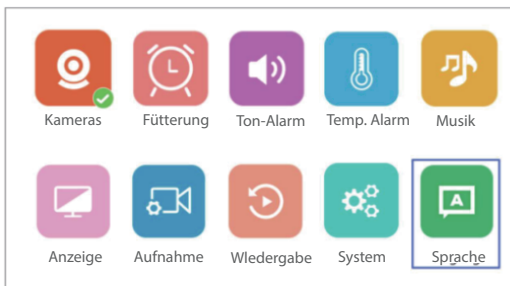 Kameras Fütterung Ton-Alarm Temp. Alarm Musik
A
Anzeige Aufnahme Wledergabe System Sprache